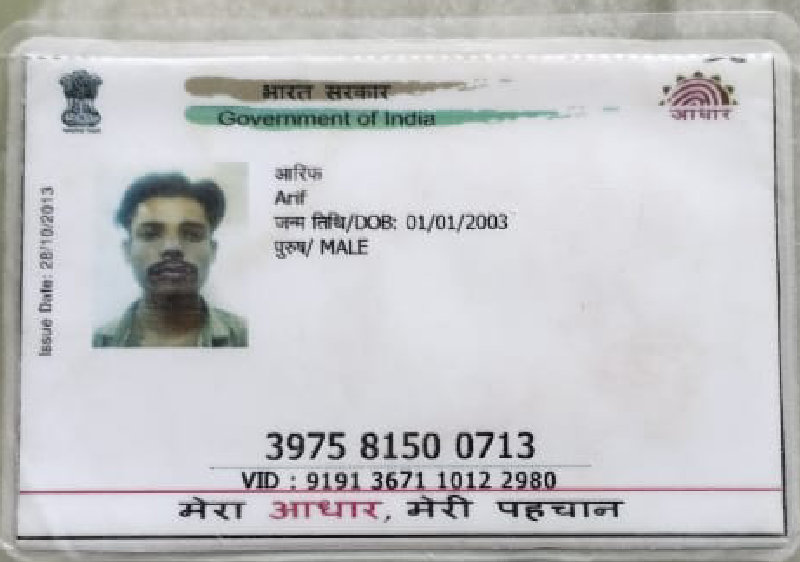 भारत सरकार
Government of India
आधार
Issue Date: 28/10/2013
आरिफ
Arif
जन्म तिथि/DOB: 01/01/2003
पुरुष/ MALE
3975 8150 0713
VID : 9191 3671 1012 2980
मेरा आधार, मेरी पहचान